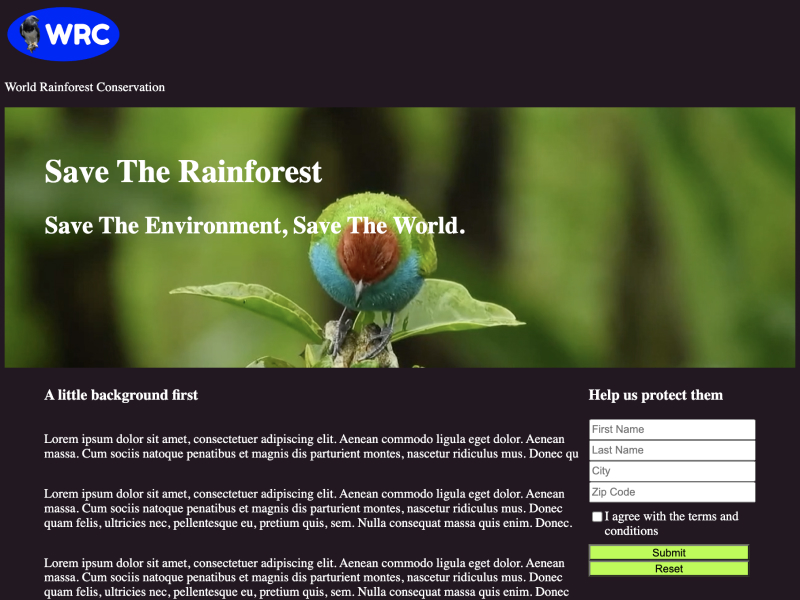 WRC
World Rainforest Conservation
Save The Rainforest
Save The Environment, Save The World.
A little background first
Lorem ipsum dolor sit amet, consectetuer adipiscing elit. Aenean commodo ligula eget dolor. Aenean
massa. Cum sociis natoque penatibus et magnis dis parturient montes, nascetur ridiculus mus. Donec qu
Lorem ipsum dolor sit amet, consectetuer adipiscing elit. Aenean commodo ligula eget dolor. Aenean
massa. Cum sociis natoque penatibus et magnis dis parturient montes, nascetur ridiculus mus. Donec
quam felis, ultricies nec, pellentesque eu, pretium quis, sem. Nulla consequat massa quis enim. Donec.
Lorem ipsum dolor sit amet, consectetuer adipiscing elit. Aenean commodo ligula eget dolor. Aenean
massa. Cum sociis natoque penatibus et magnis dis parturient montes, nascetur ridiculus mus. Donec
quam felis, ultricies nec, pellentesque eu, pretium quis, sem. Nulla consequat massa quis enim. Donec
Help us protect them
First Name
Last Name
City
Zip Code
I agree with the terms and
conditions
Submit
Reset